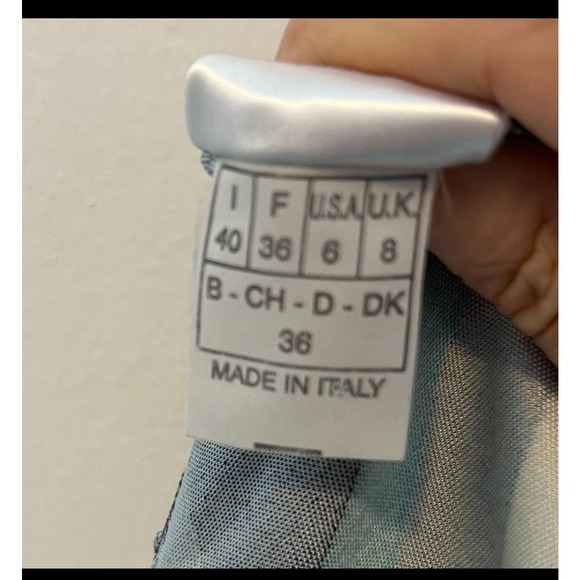 I F U.S.A. U.K.
40 36 6 8
B - CH - D - DK
36
MADE IN ITALY